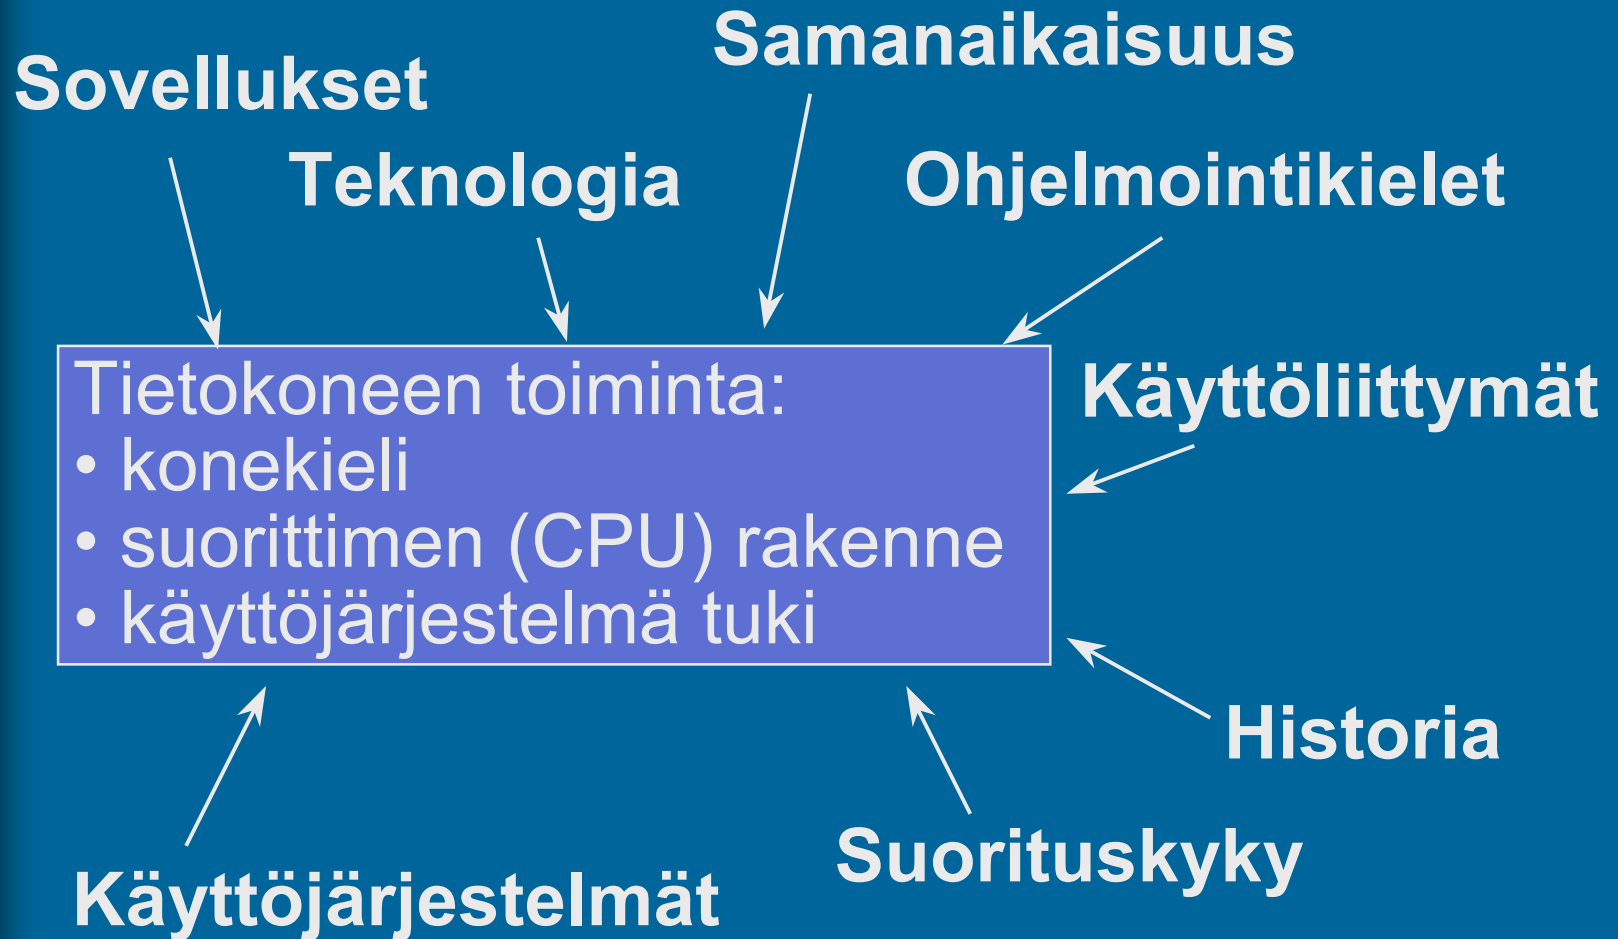 Samanaikaisuus
Sovellukset
Teknologia
Ohjelmointikielet
Tietokoneen toiminta:
• konekieli
• suorittimen (CPU) rakenne
• käyttöjärjestelmä tuki
Käyttöliittymät
Historia
Suorituskyky
Käyttöjärjestelmät